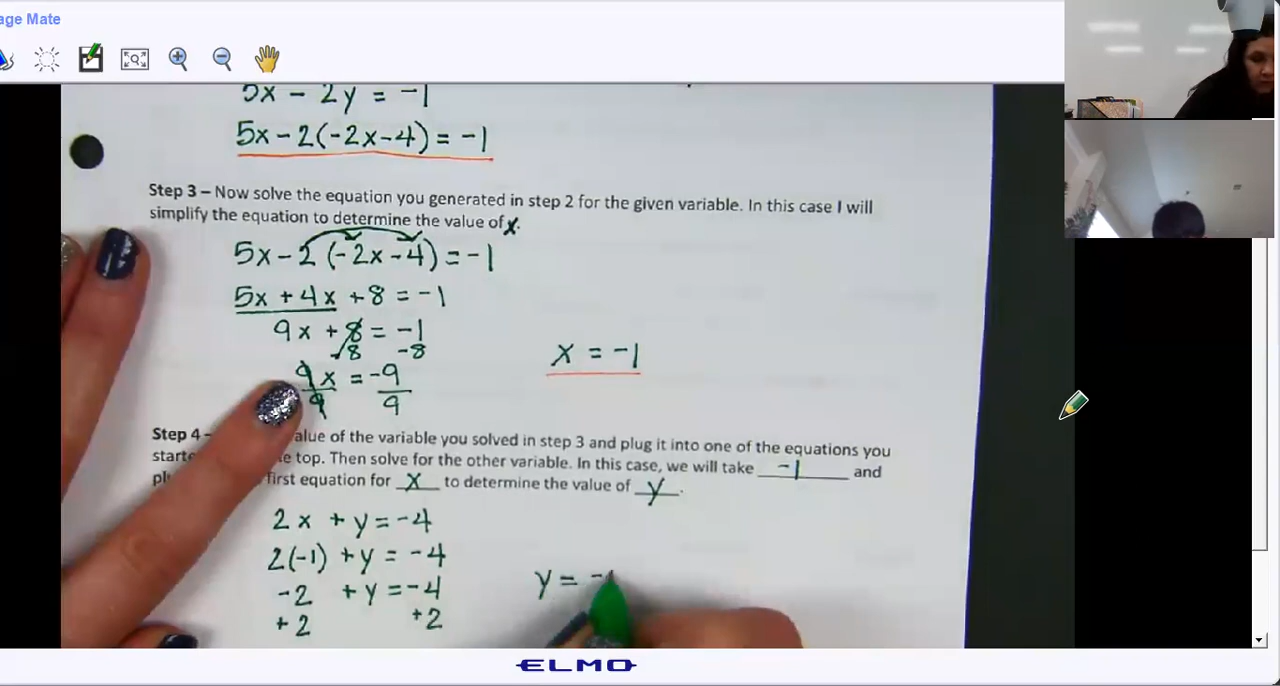 age Mate
5x - 2y = -1
5x - 2(-2x - 4) = -1
Step 3 – Now solve the equation you generated in step 2 for the given variable. In this case I will
simplify the equation to determine the value of x.
5x - 2 (-2x - 4) = -1
5x + 4x + 8 = -1
9x + 8 = -1
-8 -8
9x = -9
9 9
x = -1
Step 4 – alue of the variable you solved in step 3 and plug it into one of the equations you
starte e top. Then solve for the other variable. In this case, we will take -1 and
pl first equation for x to determine the value of y.
2x + y = -4
2(-1) + y = -4
-2 + y = -4
+2 +2
y = -
ELMO